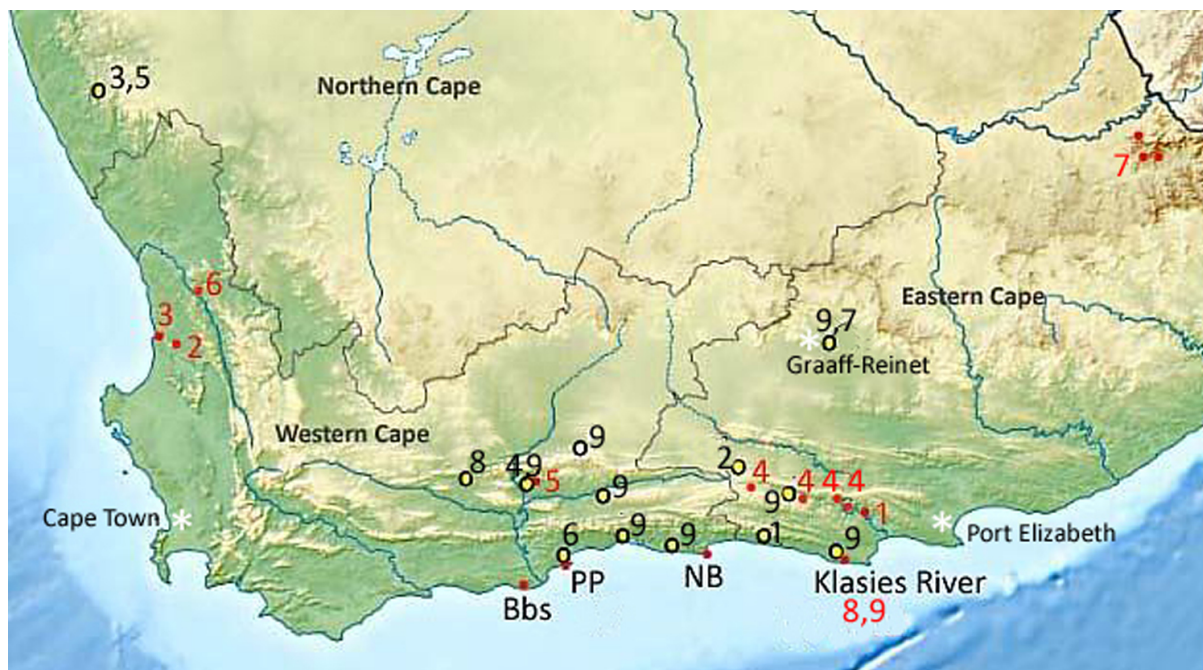 3,5
Northern Cape
7
6
Eastern Cape
3
2
9,7
Graaff-Reinet
Western Cape
9
8
49
5
2
4
9
9
4
4 4
1
Cape Town
6
9
9
1
9
Port Elizabeth
PP
NB
Klasies River
Bbs
8,9